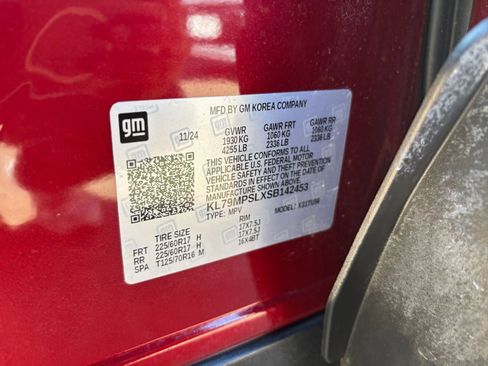 gm
MFD BY GM KOREA COMPANY
11/24 GVWR GAWR FRT GAWR RR
1930 KG 1060 KG 1060 KG
4255 LB 2336 LB 2336 LB
THIS VEHICLE CONFORMS TO ALL
APPLICABLE U.S. FEDERAL MOTOR
VEHICLE SAFETY BUMPER AND THEFT
PREVENTION STANDARDS IN EFFECT ON
THE DATE OF MANUFACTURE SHOWN ABOVE.
KL79MPSLXSB142453
TYPE: MPV MODEL:
TIRE SIZE RIM
FRT 225/60R17 H 17X7.5J
RR 225/60R17 H 17X7.5J
SPA T125/70R16 M 16X4BT